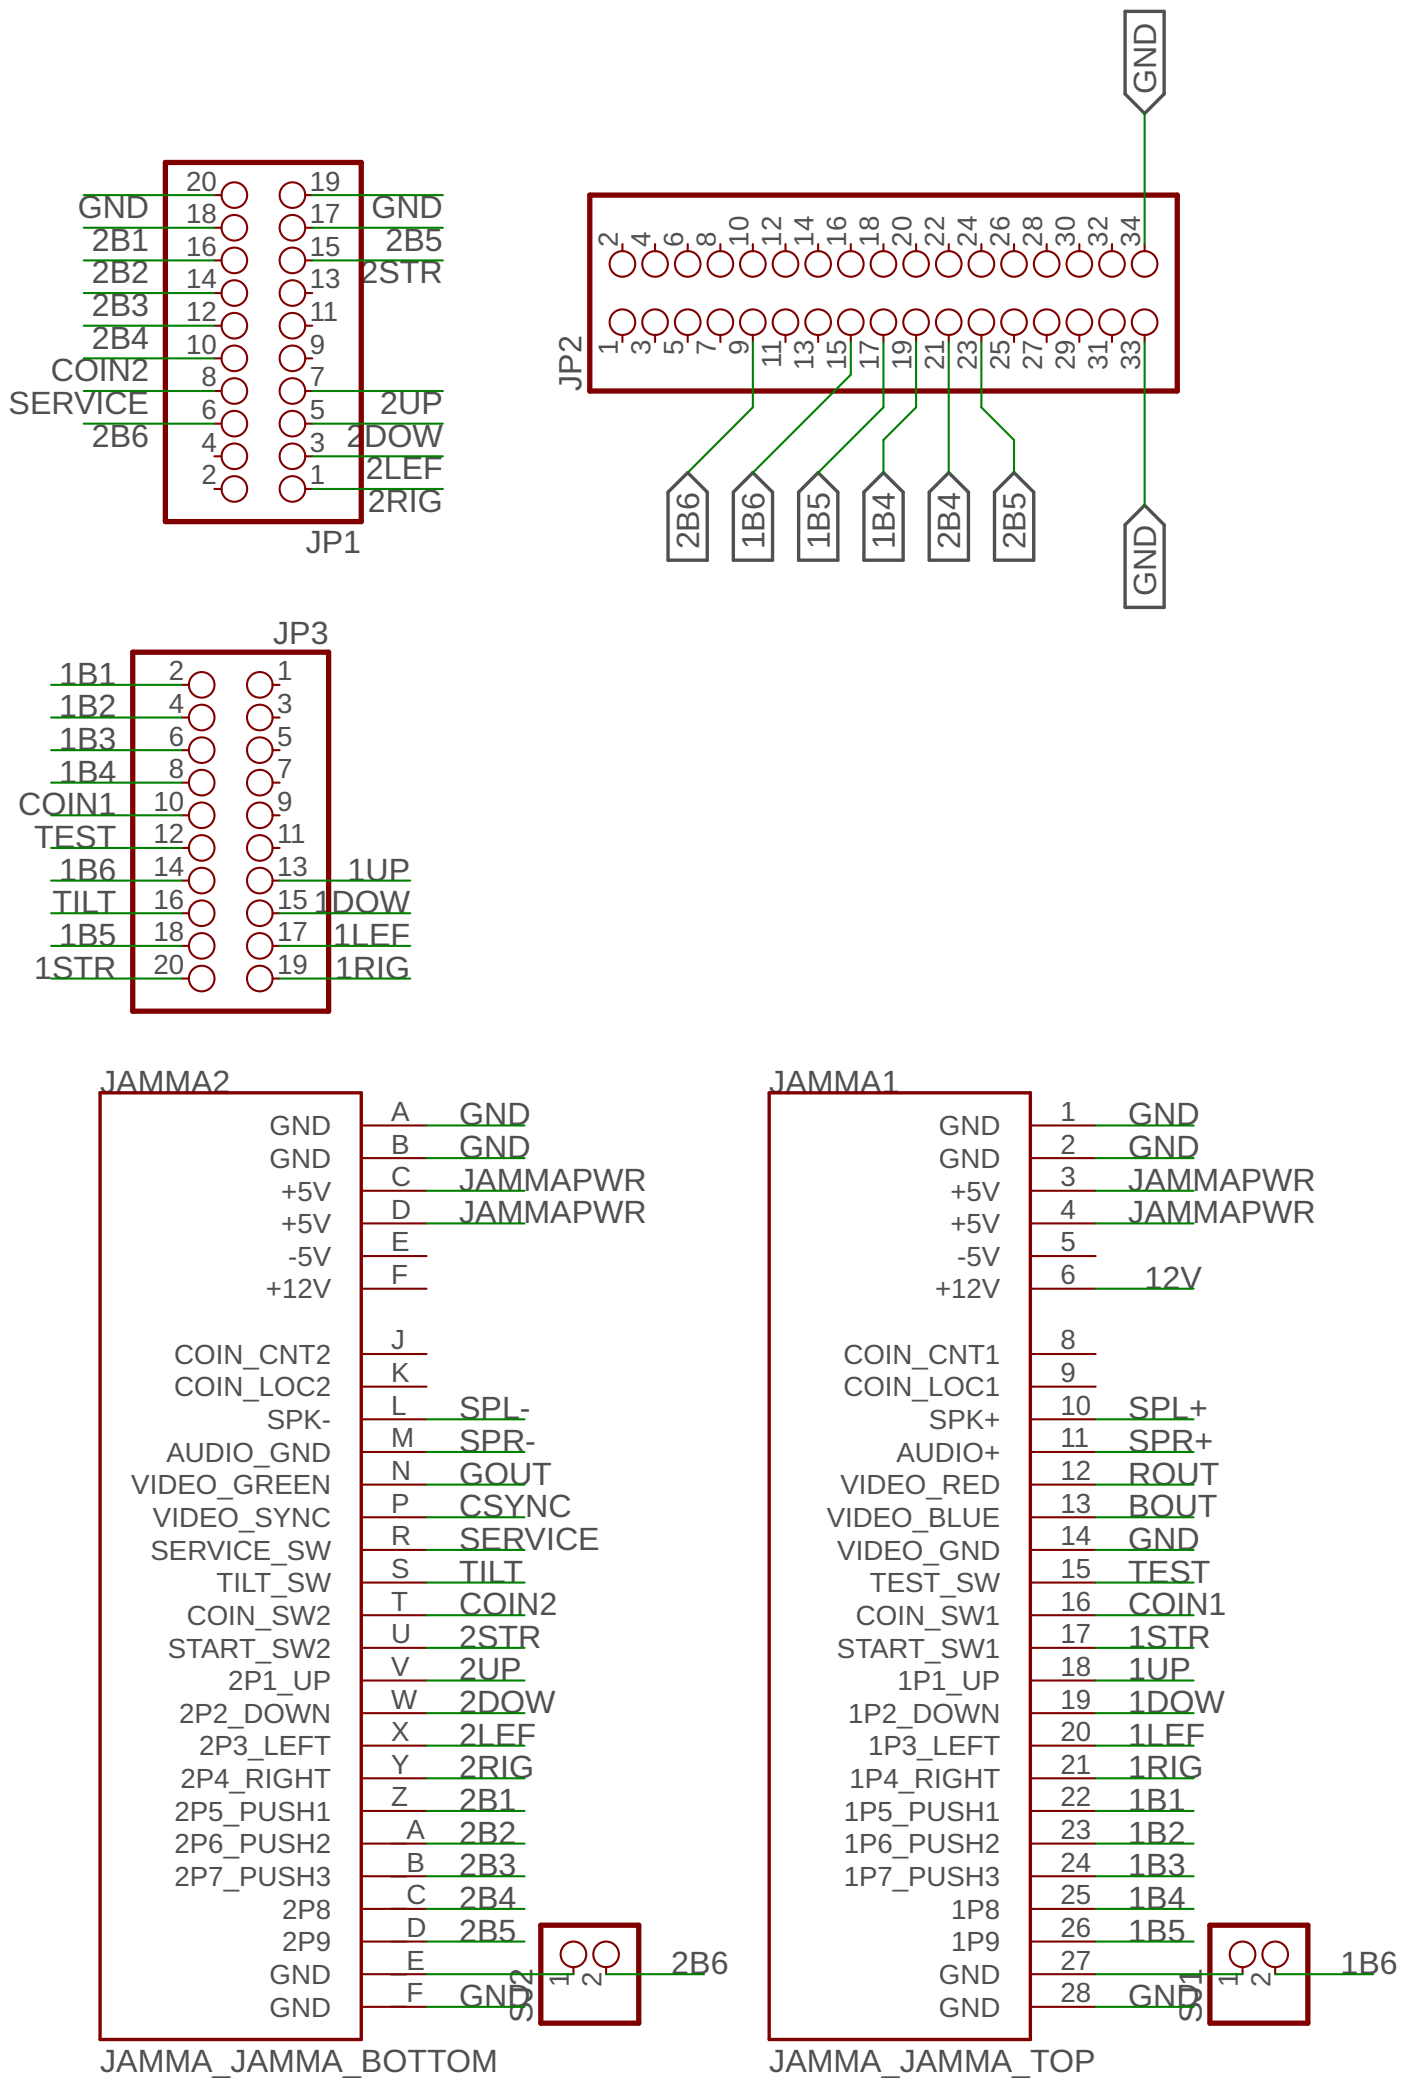 GND
20 19
GND GND
18 17
2B1 2B5
16 15
2B2 2STR
14 13
2B3
12 11
2B4
10 9
COIN2
8 7
SERVICE 2UP
6 5
2B6 2DOW
4 3
2LEF
2 1
2RIG
JP1
2 4 6 8 10 12 14 16 18 20 22 24 26 28 30 32 34
1 3 5 7 9 11 13 15 17 19 21 23 25 27 29 31 33
JP2
2B6 1B6 1B5 1B4 2B4 2B5
GND
JP3
1B1 2 1
1B2 4 3
1B3 6 5
1B4 8 7
COIN1 10 9
TEST 12 11
1B6 14 13 1UP
TILT 16 15 1DOW
1B5 18 17 1LEF
1STR 20 19 1RIG
JAMMA2
GND A GND
GND B GND
+5V C JAMMAPWR
+5V D JAMMAPWR
-5V E
+12V F
COIN_CNT2 J
COIN_LOC2 K
SPK- L SPL-
AUDIO_GND M SPR-
VIDEO_GREEN N GOUT
VIDEO_SYNC P CSYNC
SERVICE_SW R SERVICE
TILT_SW S TILT
COIN_SW2 T COIN2
START_SW2 U 2STR
2P1_UP V 2UP
2P2_DOWN W 2DOW
2P3_LEFT X 2LEF
2P4_RIGHT Y 2RIG
2P5_PUSH1 Z 2B1
2P6_PUSH2 _A 2B2
2P7_PUSH3 _B 2B3
2P8 _C 2B4
2P9 _D 2B5
GND _E 1 2 2B6
GND _F GND
JAMMA_JAMMA_BOTTOM
JAMMA1
GND 1 GND
GND 2 GND
+5V 3 JAMMAPWR
+5V 4 JAMMAPWR
-5V 5
+12V 6 12V
COIN_CNT1 8
COIN_LOC1 9
SPK+ 10 SPL+
AUDIO+ 11 SPR+
VIDEO_RED 12 ROUT
VIDEO_BLUE 13 BOUT
VIDEO_GND 14 GND
TEST_SW 15 TEST
COIN_SW1 16 COIN1
START_SW1 17 1STR
1P1_UP 18 1UP
1P2_DOWN 19 1DOW
1P3_LEFT 20 1LEF
1P4_RIGHT 21 1RIG
1P5_PUSH1 22 1B1
1P6_PUSH2 23 1B2
1P7_PUSH3 24 1B3
1P8 25 1B4
1P9 26 1B5
GND 27 1 2 1B6
GND 28 GND
JAMMA_JAMMA_TOP